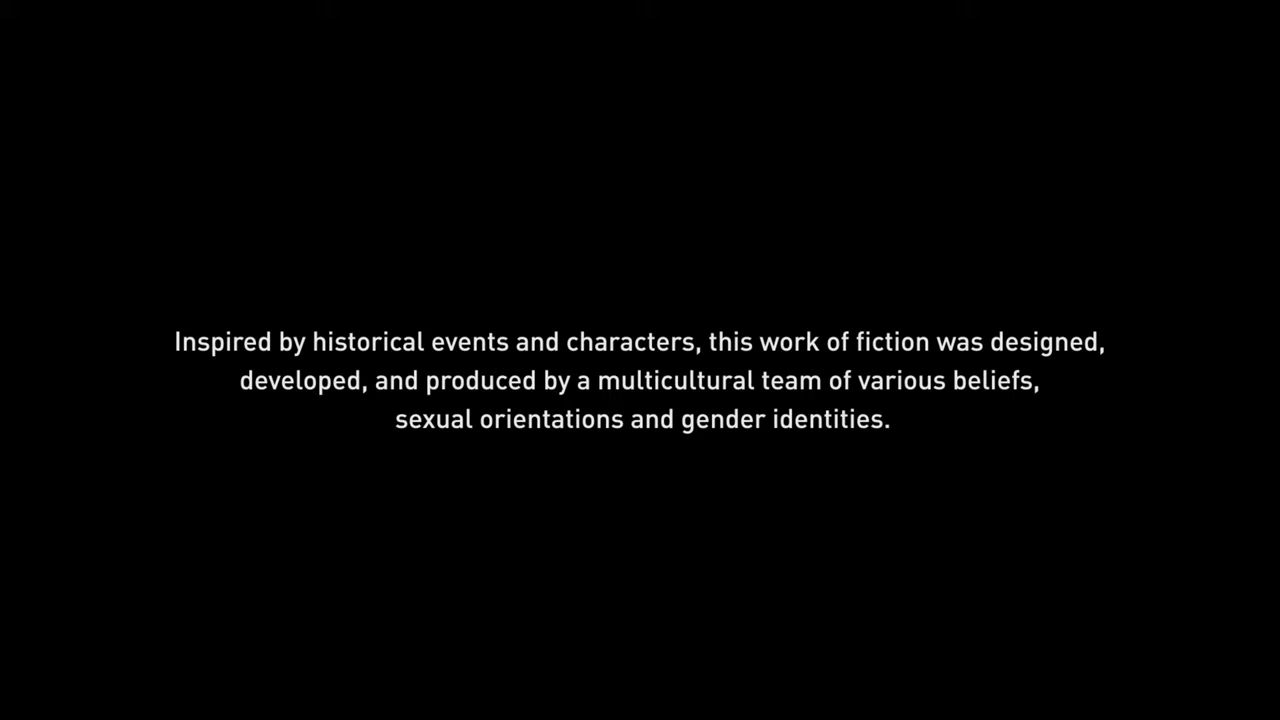 Inspired by historical events and characters, this work of fiction was designed,
developed, and produced by a multicultural team of various beliefs,
sexual orientations and gender identities.